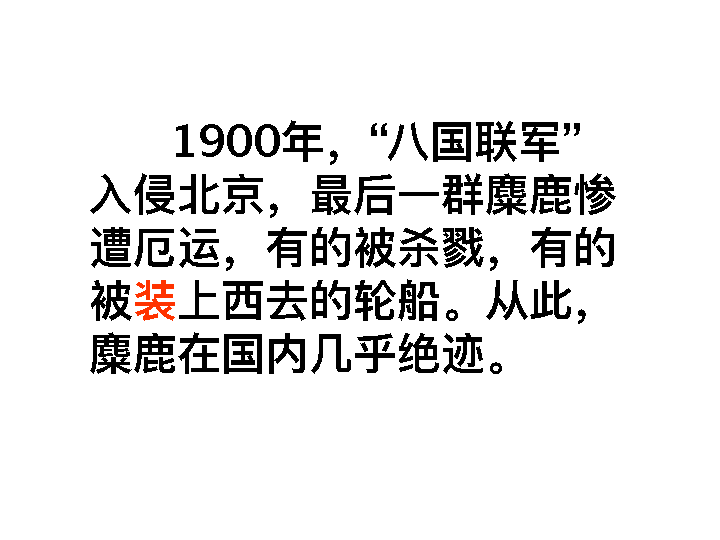 1900年，“八国联军”
入侵北京，最后一群麋鹿惨
遭厄运，有的被杀戮，有的
被装上西去的轮船。从此，
麋鹿在国内几乎绝迹。